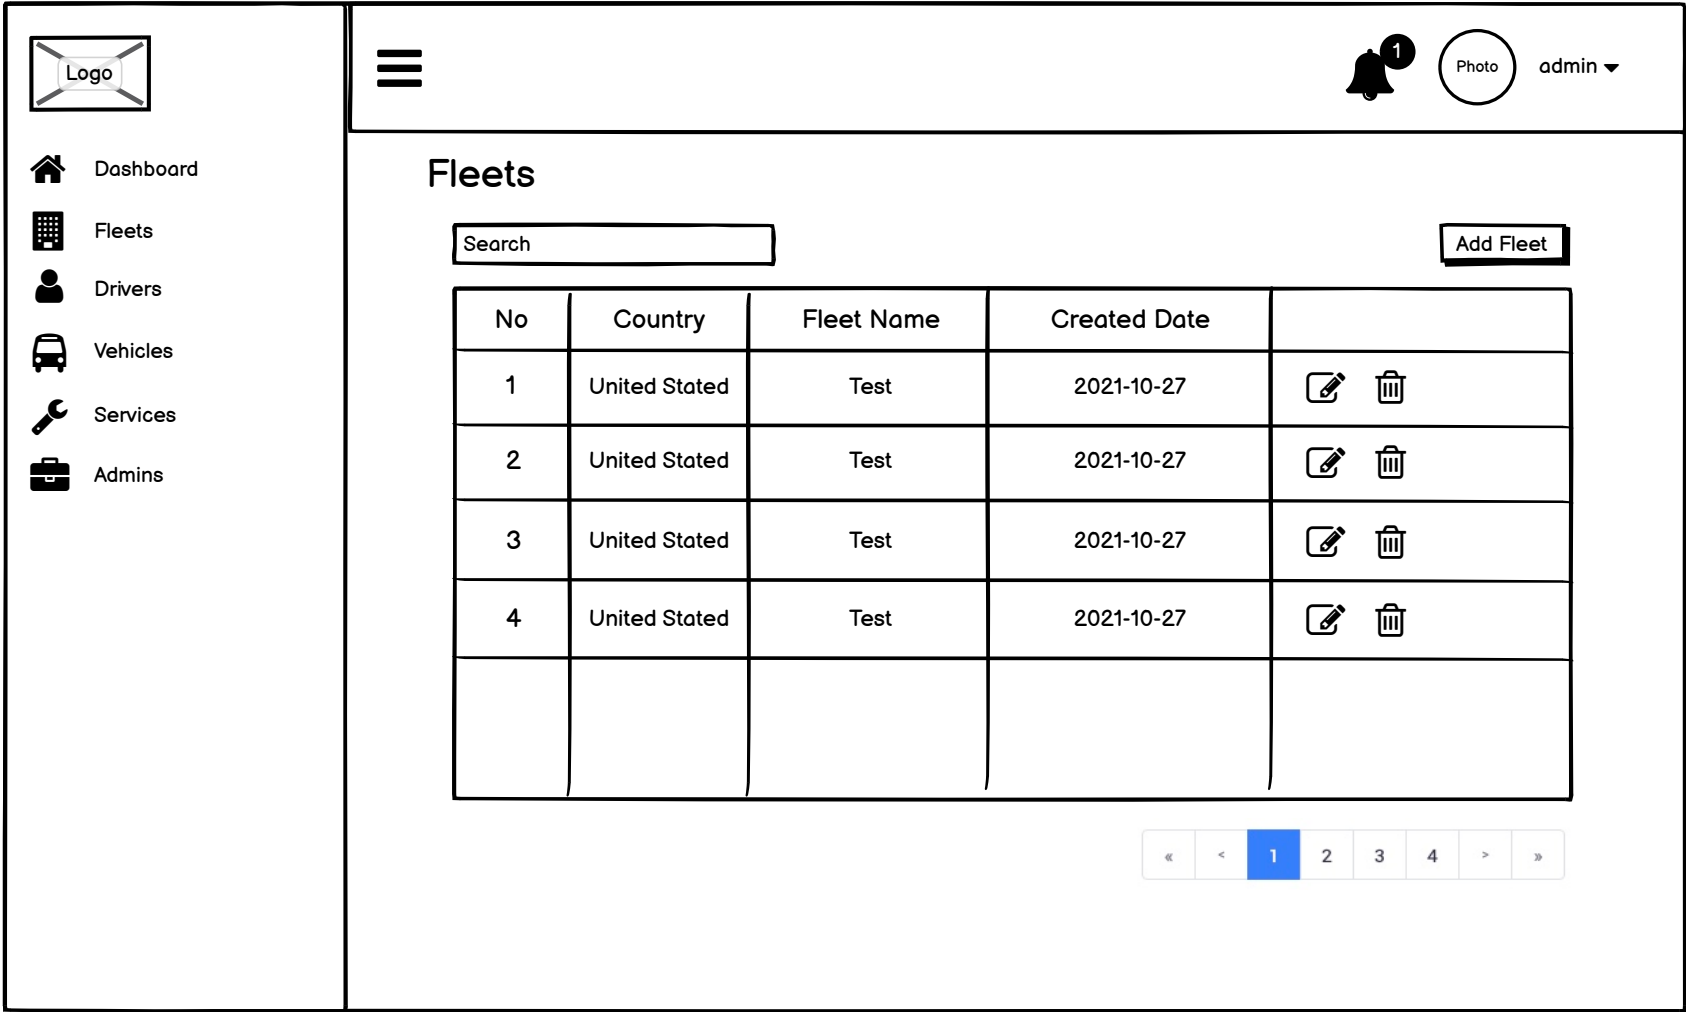 Logo
1
Photo
admin
Dashboard
Fleets
Drivers
Vehicles
Services
Admins
Fleets
Search
Add Fleet
No Country Fleet Name Created Date
1 United Stated Test 2021-10-27
2 United Stated Test 2021-10-27
3 United Stated Test 2021-10-27
4 United Stated Test 2021-10-27
« < 1 2 3 4 > »